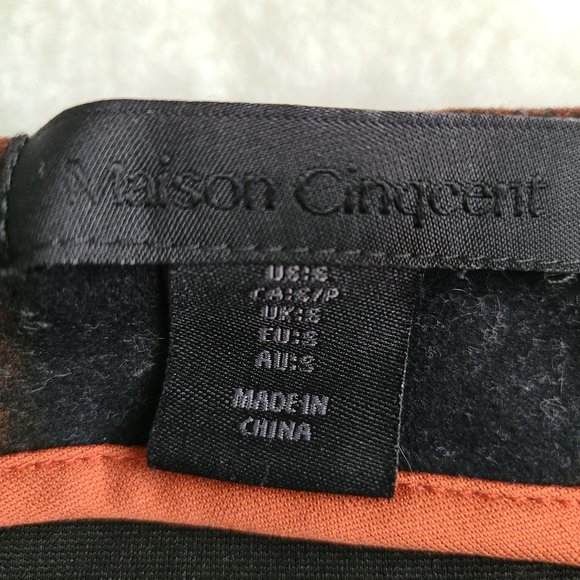 Maison Cinqcent
US:S
CA:S/P
UK:S
EU:S
AU:S
MADE IN
CHINA